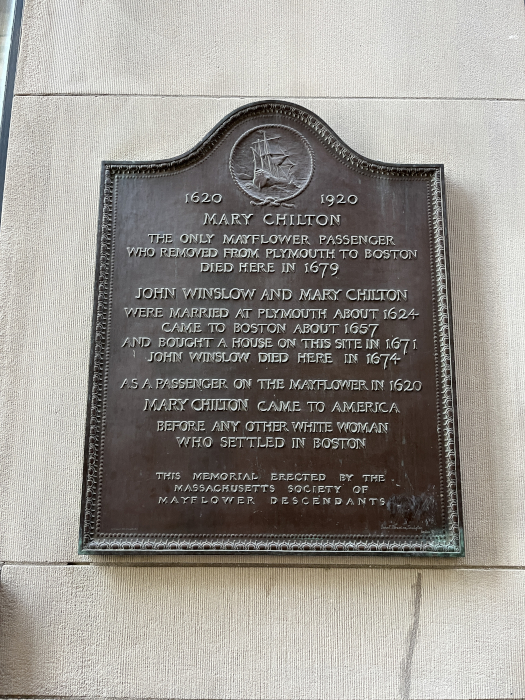 1620 1920
MARY CHILTON
THE ONLY MAYFLOWER PASSENGER
WHO REMOVED FROM PLYMOUTH TO BOSTON
DIED HERE IN 1679
JOHN WINSLOW AND MARY CHILTON
WERE MARRIED AT PLYMOUTH ABOUT 1624
CAME TO BOSTON ABOUT 1657
AND BOUGHT A HOUSE ON THIS SITE IN 1671
JOHN WINSLOW DIED HERE IN 1674
AS A PASSENGER ON THE MAYFLOWER IN 1620
MARY CHILTON CAME TO AMERICA
BEFORE ANY OTHER WHITE WOMAN
WHO SETTLED IN BOSTON
THIS MEMORIAL ERECTED BY THE
MASSACHUSETTS SOCIETY OF
MAYFLOWER DESCENDANTS